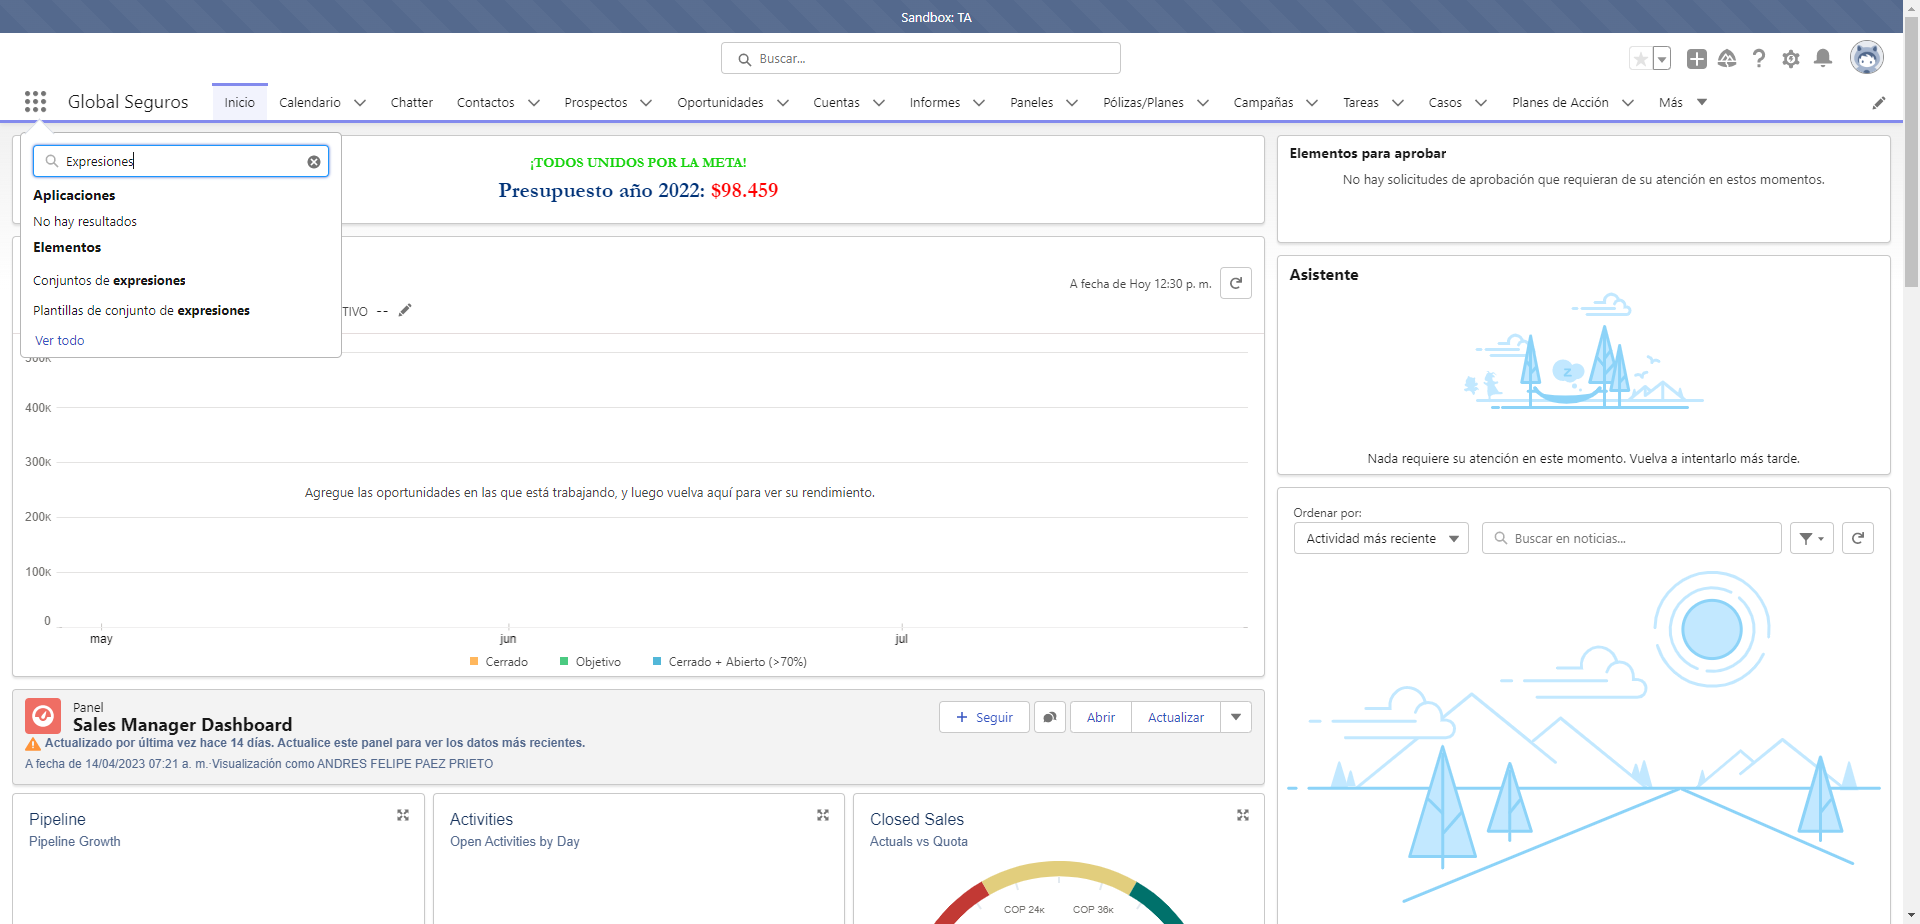 Sandbox: TA
Buscar...
Global Seguros
Inicio
Calendario
Chatter
Contactos
Prospectos
Oportunidades
Cuentas
Informes
Paneles
Pólizas/Planes
Campañas
Tareas
Casos
Planes de Acción
Más
Expresiones
Aplicaciones
No hay resultados
Elementos
Conjuntos de expresiones
Plantillas de conjunto de expresiones
Ver todo
¡TODOS UNIDOS POR LA META!
Presupuesto año 2022: $98.459
A fecha de Hoy 12:30 p. m.
TIVO --
500K
400K
300K
200K
100K
0
Agregue las oportunidades en las que está trabajando, y luego vuelva aquí para ver su rendimiento.
may
jun
jul
Cerrado
Objetivo
Cerrado + Abierto (>70%)
Panel
Sales Manager Dashboard
Actualizado por última vez hace 14 días. Actualice este panel para ver los datos más recientes.
A fecha de 14/04/2023 07:21 a. m.·Visualización como ANDRES FELIPE PAEZ PRIETO
Seguir
Abrir
Actualizar
Pipeline
Pipeline Growth
Activities
Open Activities by Day
Closed Sales
Actuals vs Quota
COP 24K
COP 36K
Elementos para aprobar
No hay solicitudes de aprobación que requieran de su atención en estos momentos.
Asistente
z
Nada requiere su atención en este momento. Vuelva a intentarlo más tarde.
Ordenar por:
Actividad más reciente
Buscar en noticias...